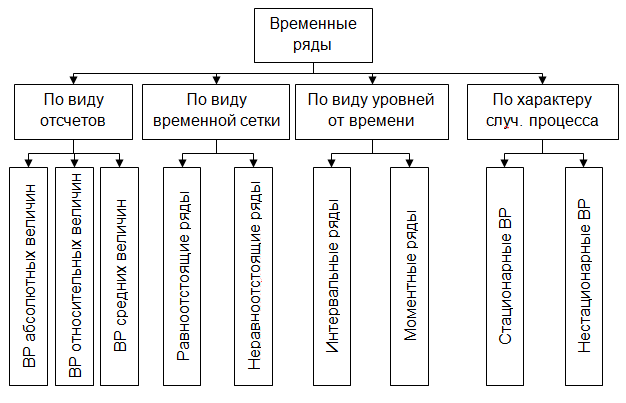 Временные
ряды
По виду
отсчетов
По виду
временной сетки
По виду уровней
от времени
По характеру
случ. процесса
ВР абсолютных величин
ВР относительных величин
ВР средних величин
Равноотстоящие ряды
Неравноотстоящие ряды
Интервальные ряды
Моментные ряды
Стационарные ВР
Нестационарные ВР